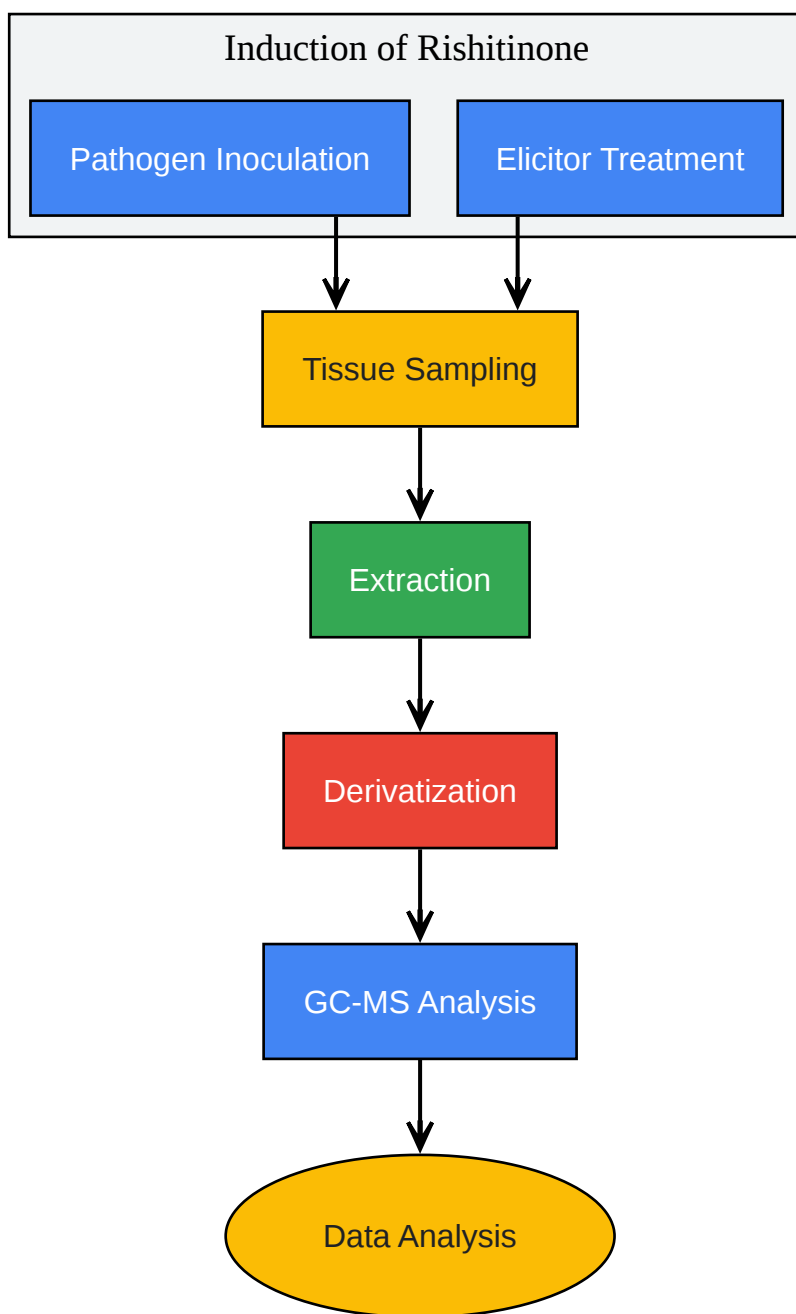 Induction of Rishitinone
Pathogen Inoculation
Elicitor Treatment
Tissue Sampling
Extraction
Derivatization
GC-MS Analysis
Data Analysis